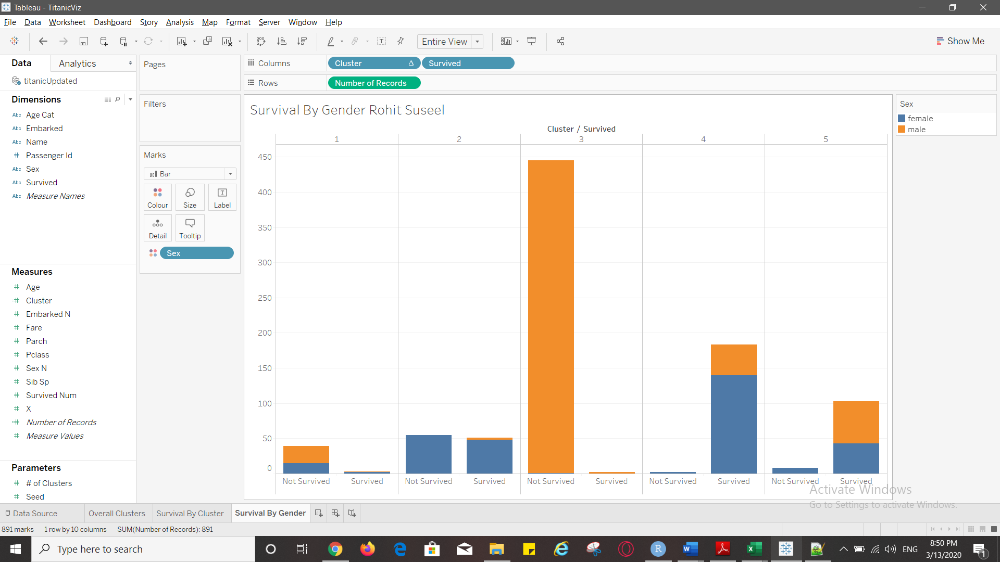 Tableau - TitanicViz
File Data Worksheet Dashboard Story Analysis Map Format Server Window Help
Entire View
Show Me
Data Analytics
titanicUpdated
Dimensions
Abc Age Cat
Abc Embarked
Abc Name
# Passenger Id
Abc Sex
Abc Survived
Abc Measure Names
Measures
# Age
=# Cluster
# Embarked N
# Fare
# Parch
# Pclass
# Sex N
# Sib Sp
# Survived Num
# X
=# Number of Records
# Measure Values
Parameters
# # of Clusters
# Seed
Pages
Filters
Marks
Bar
Colour Size Label
Detail Tooltip
Sex
Columns Cluster Δ Survived
Rows Number of Records
Survival By Gender Rohit Suseel
Cluster / Survived
1 2 3 4 5
450
400
350
300
250
200
150
100
50
0
Not Survived Survived Not Survived Survived Not Survived Survived Not Survived Survived Not Survived Survived
Sex
female
male
Activate Windows
Go to Settings to activate Windows.
Data Source Overall Clusters Survival By Cluster Survival By Gender
891 marks 1 row by 10 columns SUM(Number of Records): 891
Type here to search
ENG
8:50 PM
3/13/2020
1